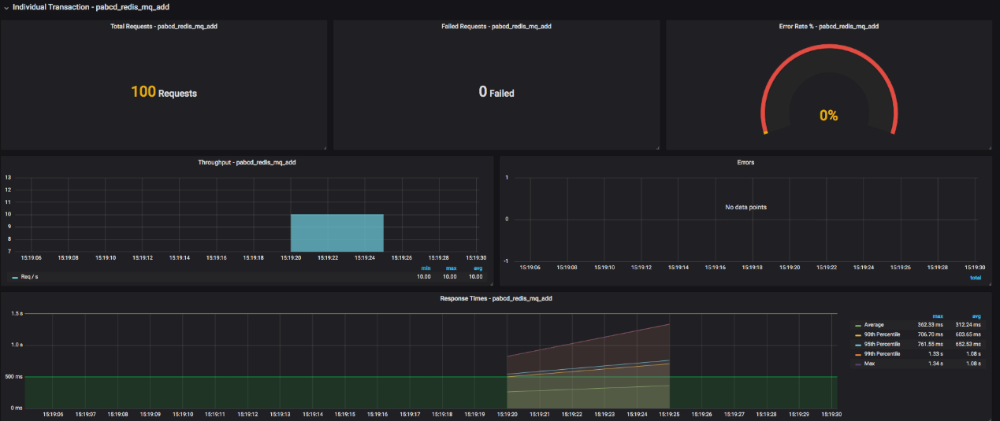 Individual Transaction - pabcd_redis_mq_add
Total Requests - pabcd_redis_mq_add
100 Requests
Failed Requests - pabcd_redis_mq_add
0 Failed
Error Rate % - pabcd_redis_mq_add
0%
Throughput - pabcd_redis_mq_add
13
12
11
10
9
8
7
15:19:06 15:19:08 15:19:10 15:19:12 15:19:14 15:19:16 15:19:18 15:19:20 15:19:22 15:19:24 15:19:26 15:19:28 15:19:30
min max avg
Req / s 10.00 10.00 10.00
Errors
1
No data points
0
-1
15:19:06 15:19:08 15:19:10 15:19:12 15:19:14 15:19:16 15:19:18 15:19:20 15:19:22 15:19:24 15:19:26 15:19:28 15:19:30
total
Response Times - pabcd_redis_mq_add
1.5 s
1.0 s
500 ms
0 ms
15:19:06 15:19:07 15:19:08 15:19:09 15:19:10 15:19:11 15:19:12 15:19:13 15:19:14 15:19:15 15:19:16 15:19:17 15:19:18 15:19:19 15:19:20 15:19:21 15:19:22 15:19:23 15:19:24 15:19:25 15:19:26 15:19:27 15:19:28 15:19:29 15:19:30
max avg
Average 362.33 ms 312.24 ms
90th Percentile 706.70 ms 603.65 ms
95th Percentile 761.55 ms 652.53 ms
99th Percentile 1.33 s 1.08 s
Max 1.34 s 1.08 s